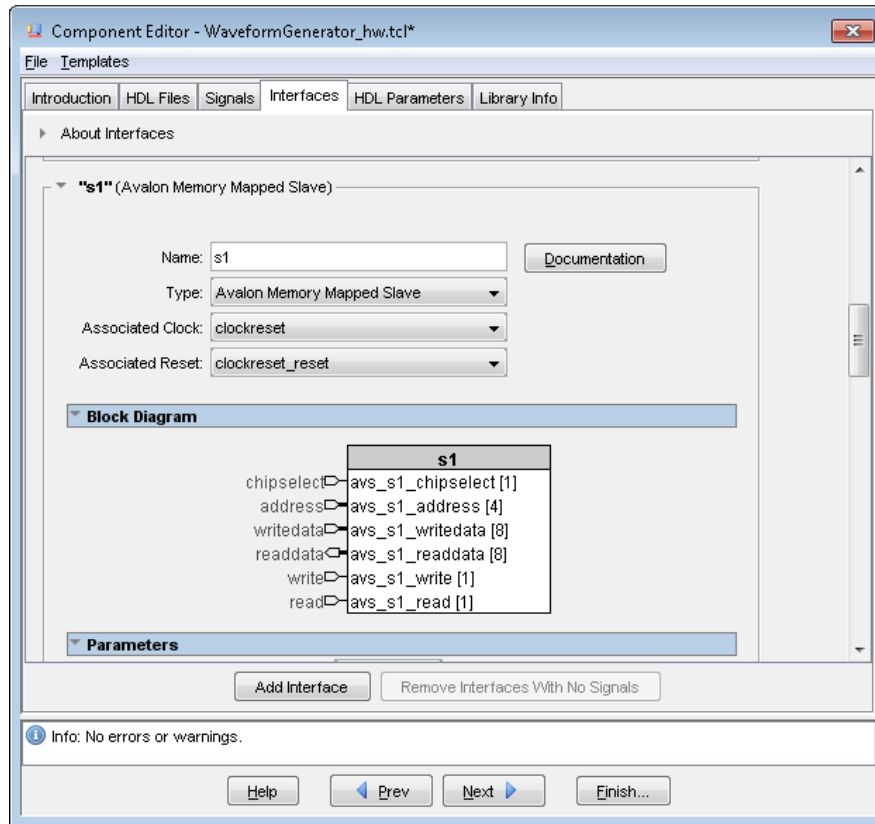 Component Editor - WaveformGenerator_hw.tcl*
File Templates
Introduction HDL Files Signals Interfaces HDL Parameters Library Info
About Interfaces
"s1" (Avalon Memory Mapped Slave)
Name: s1 Documentation
Type: Avalon Memory Mapped Slave
Associated Clock: clockreset
Associated Reset: clockreset_reset
Block Diagram
s1
chipselect avs_s1_chipselect [1]
address avs_s1_address [4]
writedata avs_s1_writedata [8]
readdata avs_s1_readdata [8]
write avs_s1_write [1]
read avs_s1_read [1]
Parameters
Add Interface Remove Interfaces With No Signals
Info: No errors or warnings.
Help Prev Next Finish...